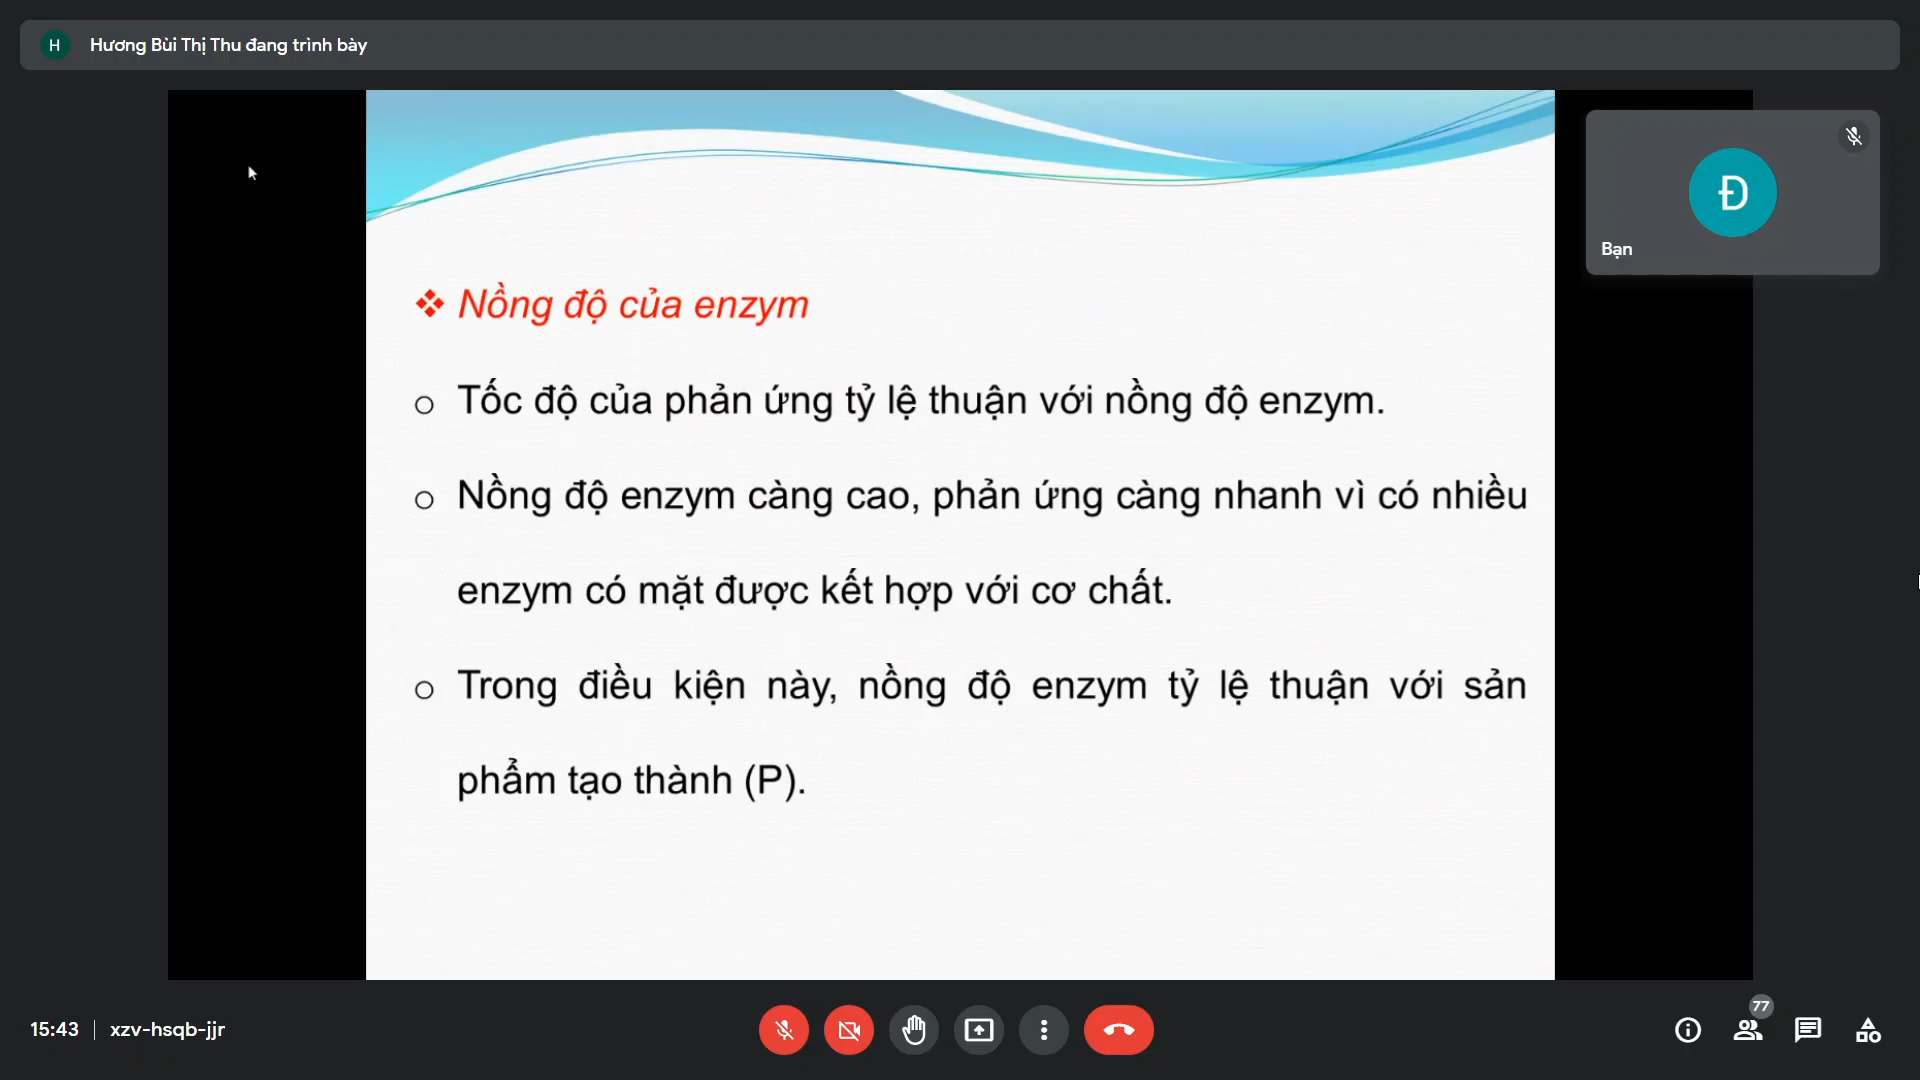 H
Hương Bùi Thị Thu đang trình bày
Đ
Bạn
Nồng độ của enzym
Tốc độ của phản ứng tỷ lệ thuận với nồng độ enzym.
Nồng độ enzym càng cao, phản ứng càng nhanh vì có nhiều
enzym có mặt được kết hợp với cơ chất.
Trong điều kiện này, nồng độ enzym tỷ lệ thuận với sản
phẩm tạo thành (P).
15:43 | xzv-hsqb-jjr
77